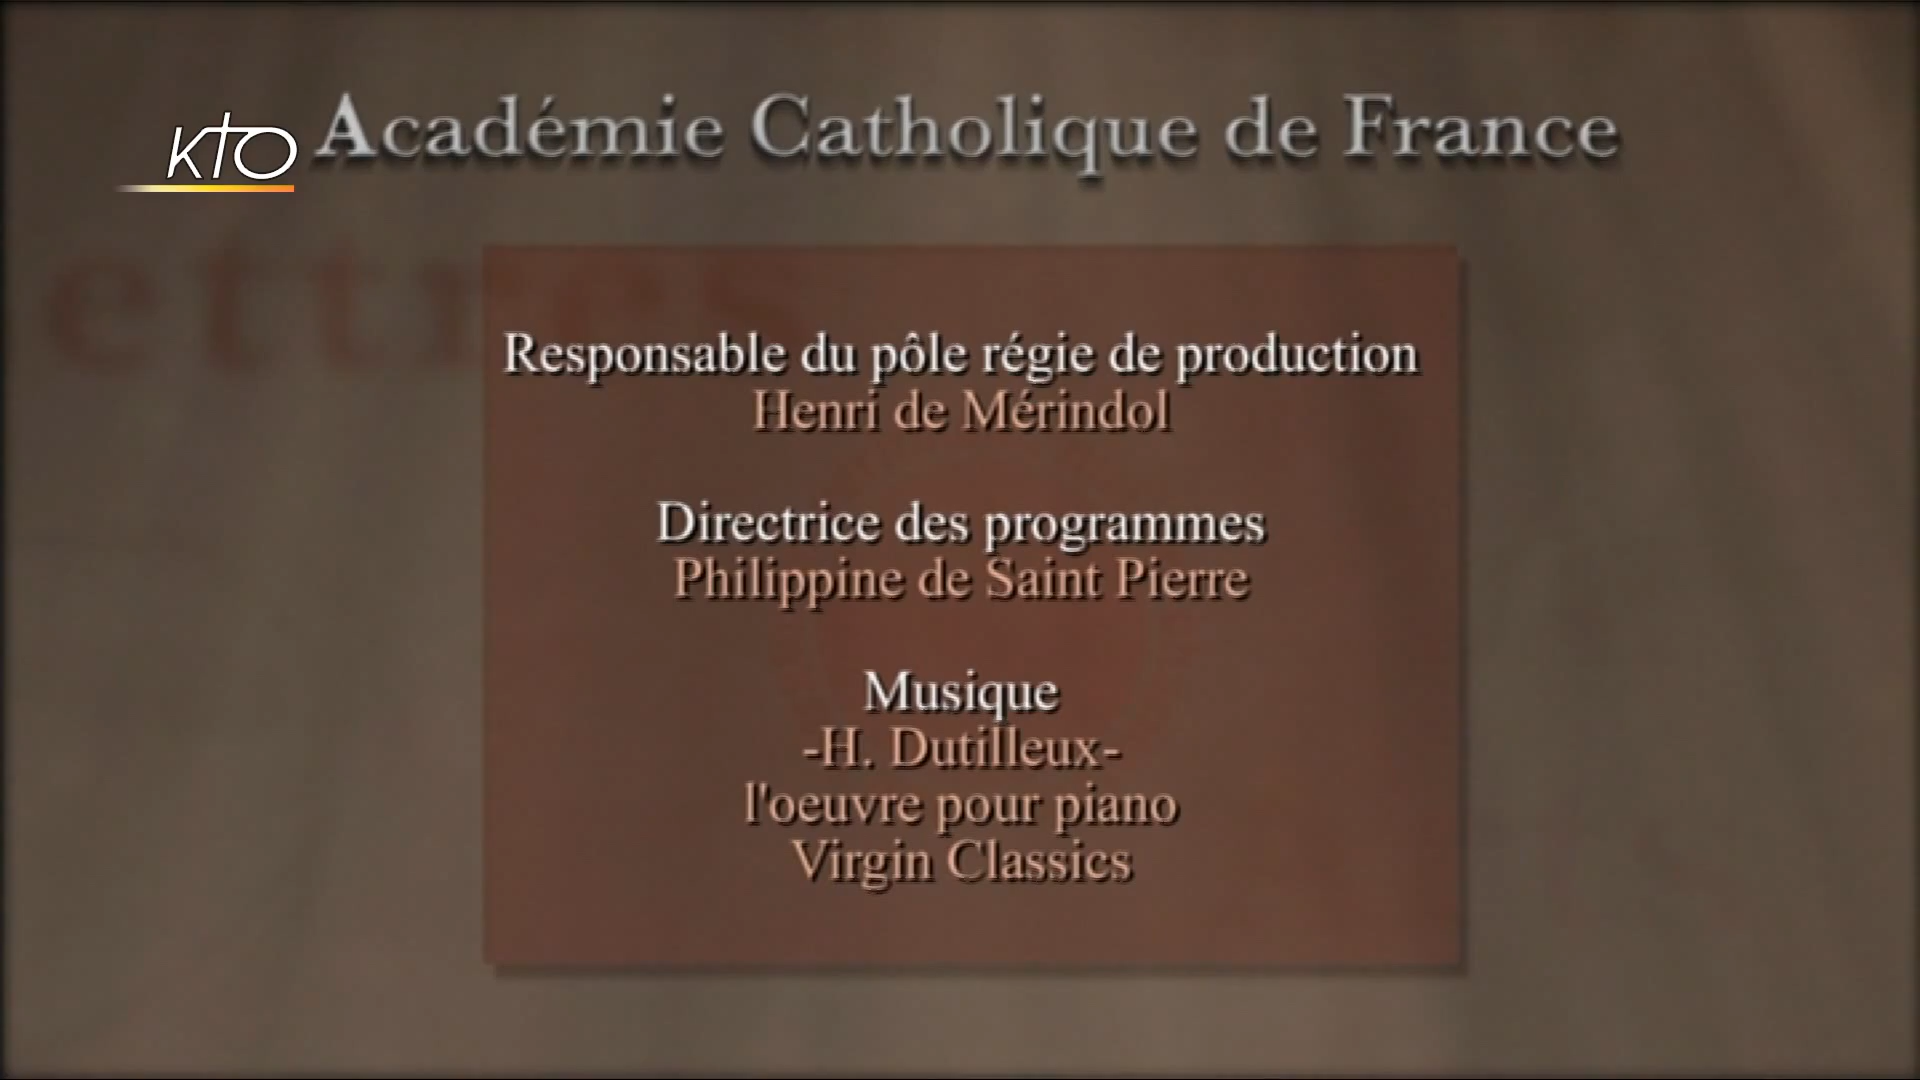 KTO
Académie Catholique de France
ettres
Responsable du pôle régie de production
Henri de Mérindol
Directrice des programmes
Philippine de Saint Pierre
Musique
-H. Dutilleux-
l'oeuvre pour piano
Virgin Classics